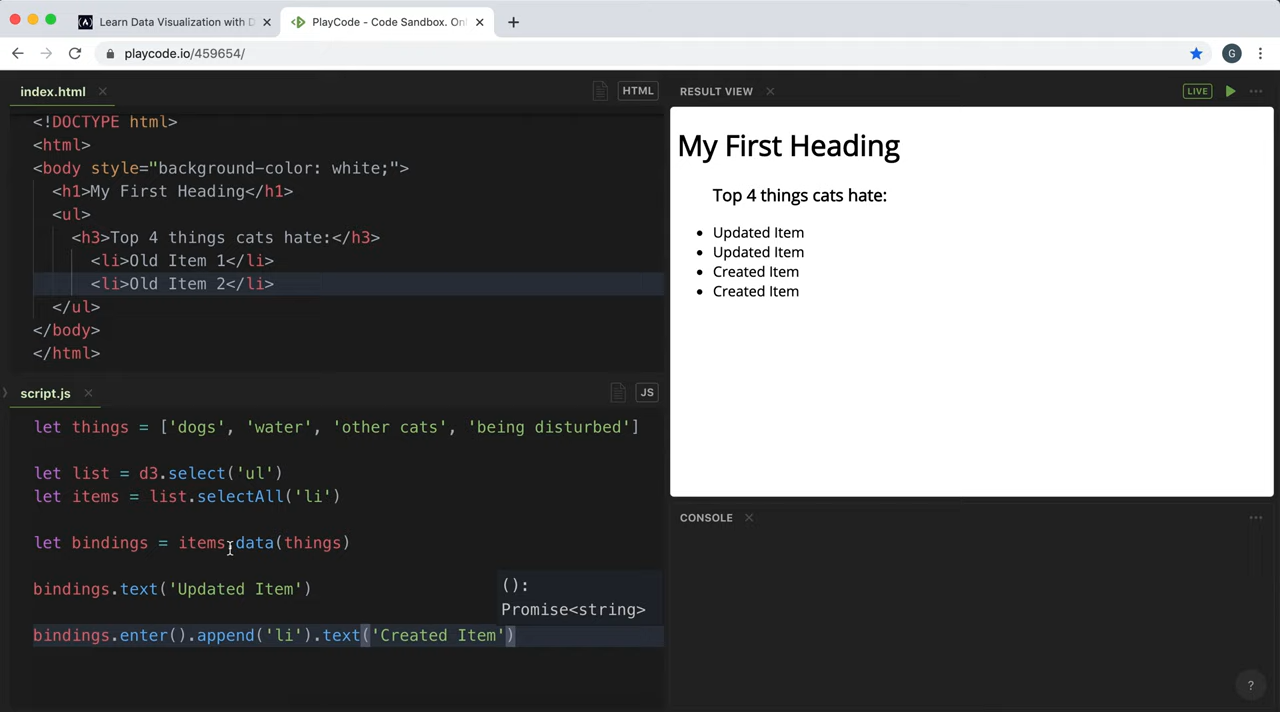 Learn Data Visualization with D
PlayCode - Code Sandbox. On
playcode.io/459654/
G
index.html
HTML
<!DOCTYPE html>
<html>
<body style="background-color: white;">
<h1>My First Heading</h1>
<ul>
<h3>Top 4 things cats hate:</h3>
<li>Old Item 1</li>
<li>Old Item 2</li>
</ul>
</body>
</html>
script.js
JS
let things = ['dogs', 'water', 'other cats', 'being disturbed']
let list = d3.select('ul')
let items = list.selectAll('li')
let bindings = items.data(things)
bindings.text('Updated Item')
():
Promise<string>
bindings.enter().append('li').text('Created Item')
RESULT VIEW
LIVE
My First Heading
Top 4 things cats hate:
Updated Item
Updated Item
Created Item
Created Item
CONSOLE
?